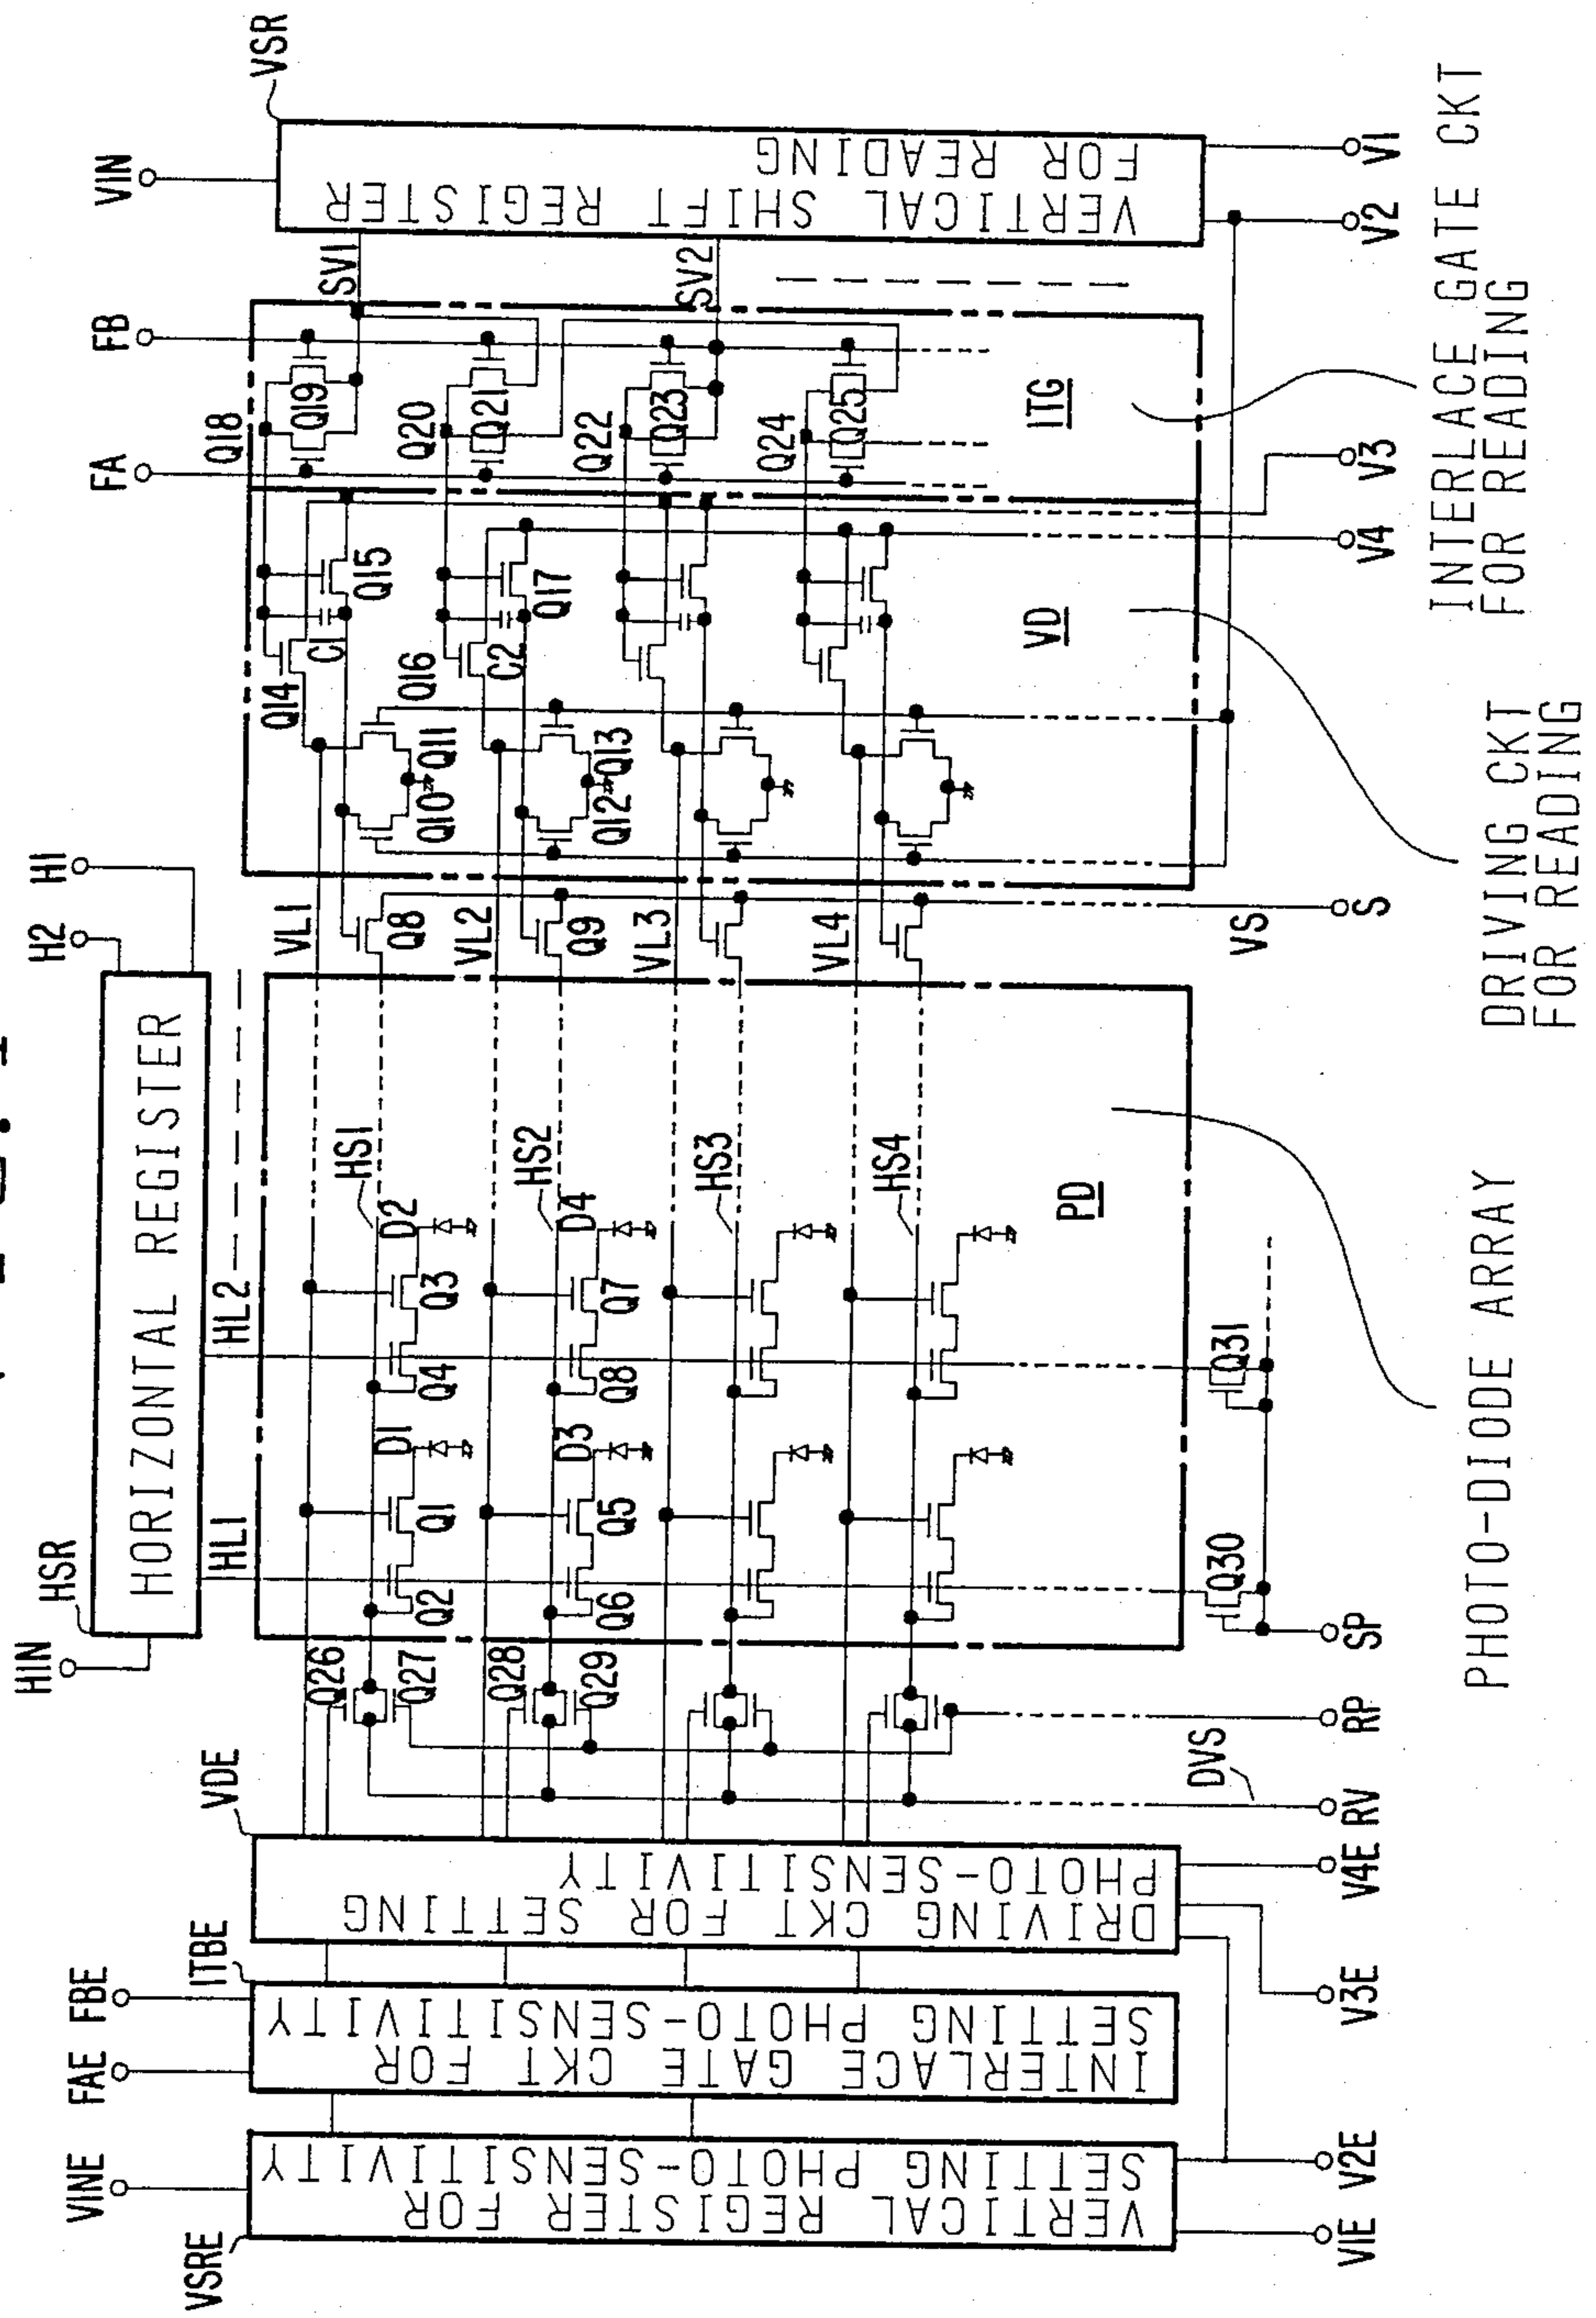 HIN
HSR
HORIZONTAL REGISTER
H2
H1
VIN
VSR
VERTICAL SHIFT REGISTER
FOR READING
V1
V2
FA
FB
SV1
SV2
Q18
Q19
Q20
Q21
Q22
Q23
Q24
Q25
ITG
INTERLACE GATE CKT
FOR READING
V3
V4
Q14
C1
Q15
Q16
C2
Q17
Q10
Q11
Q12
Q13
VD
DRIVING CKT
FOR READING
VL1
VL2
VL3
VL4
Q8
Q9
VS
S
HL1
HL2
HS1
HS2
HS3
HS4
D1
D2
D3
D4
Q1
Q2
Q3
Q4
Q5
Q6
Q7
Q8
PD
PHOTO-DIODE ARRAY
Q30
Q31
SP
Q26
Q27
Q28
Q29
RP
DVS
RV
VDE
DRIVING CKT FOR SETTING
PHOTO-SENSITIVITY
V4E
V3E
FAE
FBE
ITBE
INTERLACE GATE CKT FOR
SETTING PHOTO-SENSITIVITY
VINE
VSRE
VERTICAL REGISTER FOR
SETTING PHOTO-SENSITIVITY
V1E
V2E